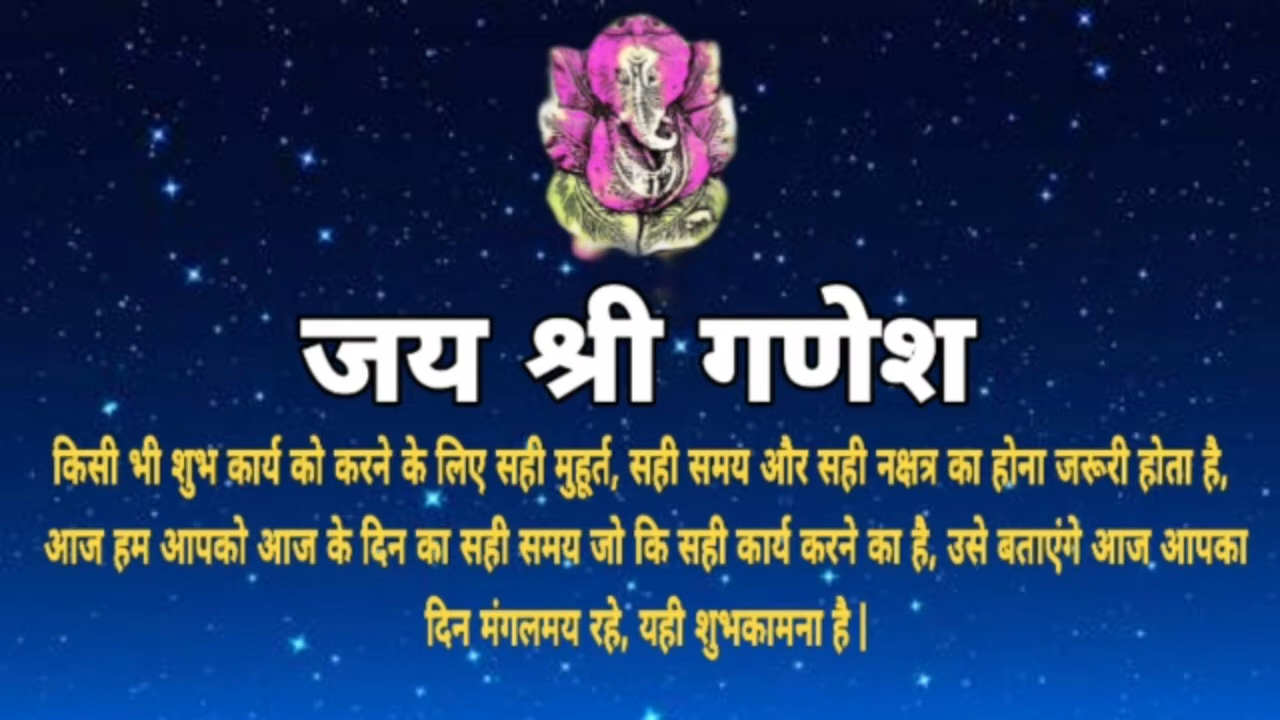 जय श्री गणेश
किसी भी शुभ कार्य को करने के लिए सही मुहूर्त, सही समय और सही नक्षत्र का होना जरूरी होता है,
आज हम आपको आज के दिन का सही समय जो कि सही कार्य करने का है, उसे बताएंगे आज आपका
दिन मंगलमय रहे, यही शुभकामना है |